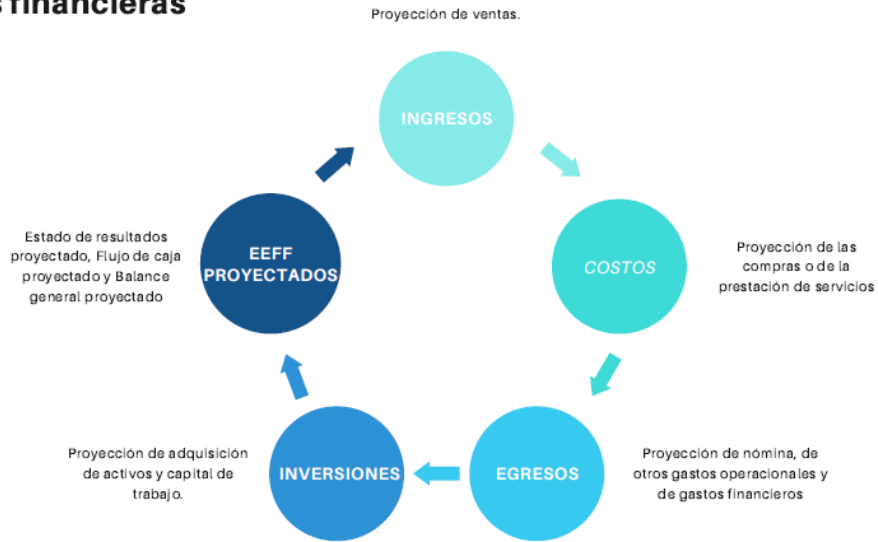 s financieras
Proyección de ventas.
INGRESOS
COSTOS
Proyección de las
compras o de la
prestación de servicios
EGRESOS
Proyección de nómina, de
otros gastos operacionales y
de gastos financieros
INVERSIONES
Proyección de adquisición
de activos y capital de
trabajo.
EEFF
PROYECTADOS
Estado de resultados
proyectado, Flujo de caja
proyectado y Balance
general proyectado